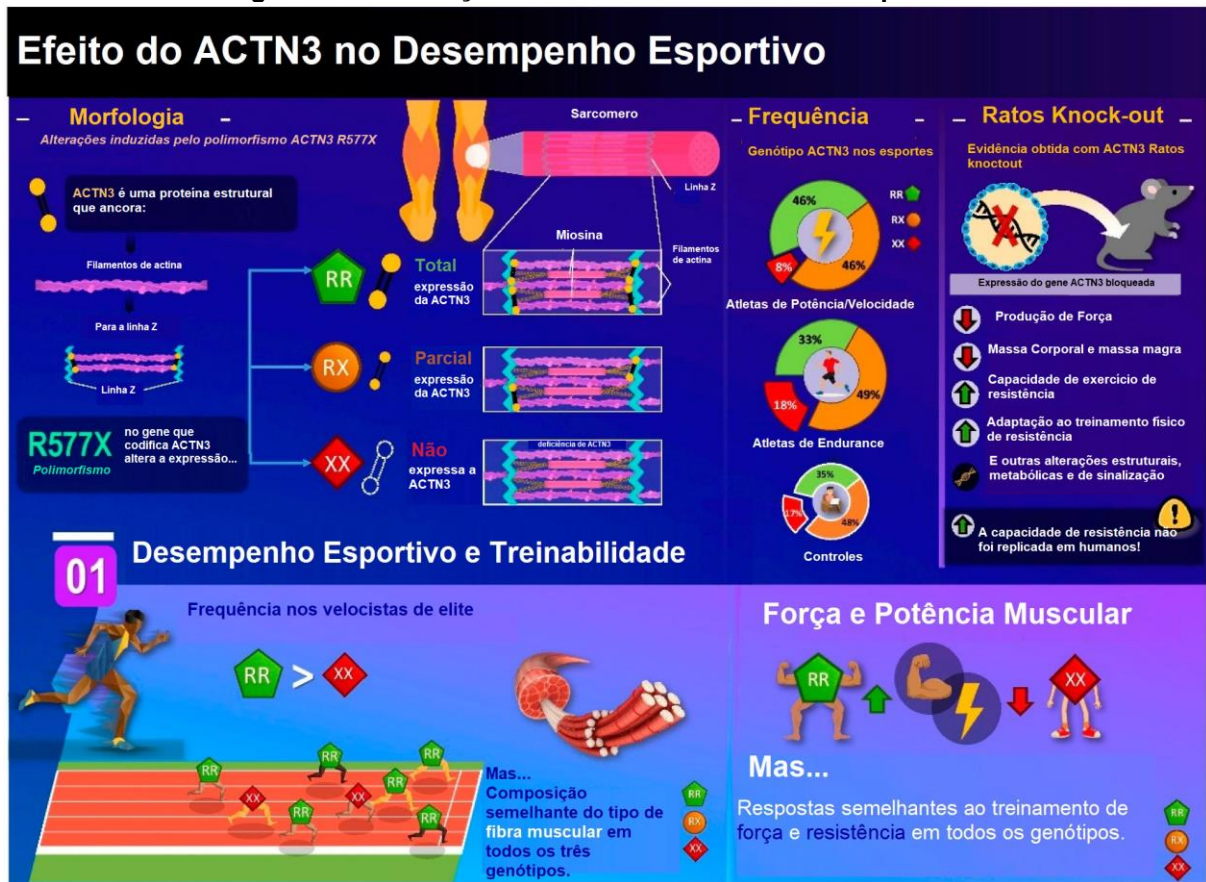 Efeito do ACTN3 no Desempenho Esportivo
Morfologia
Alterações induzidas pelo polimorfismo ACTN3 R577X
ACTN3 é uma proteína estrutural
que ancora:
Filamentos de actina
Para a linha Z
Linha Z
R577X
Polimorfismo
no gene que
codifica ACTN3
altera a expressão...
Sarcomero
Linha Z
Miosina
Filamentos
de actina
RR
Total
expressão
da ACTN3
RX
Parcial
expressão
da ACTN3
XX
Não
expressa a
ACTN3
deficiência de ACTN3
Frequência
Genótipo ACTN3 nos esportes
RR
RX
XX
46%
46%
8%
Atletas de Potência/Velocidade
33%
49%
18%
Atletas de Endurance
35%
48%
17%
Controles
Ratos Knock-out
Evidência obtida com ACTN3 Ratos
knoctout
Expressão do gene ACTN3 bloqueada
Produção de Força
Massa Corporal e massa magra
Capacidade de exercicio de
resistência
Adaptação ao treinamento fisico
de resistência
E outras alterações estruturais,
metabólicas e de sinalização
A capacidade de resistência não
foi replicada em humanos!
01
Desempenho Esportivo e Treinabilidade
Frequência nos velocistas de elite
RR > XX
RR
RR
RR
XX
XX
RR
RR
RR
Mas...
Composição
semelhante do tipo de
fibra muscular em
todos os três
genótipos.
RR
RX
XX
Força e Potência Muscular
RR
XX
Mas...
Respostas semelhantes ao treinamento de
força e resistência em todos os genótipos.
RR
RX
XX